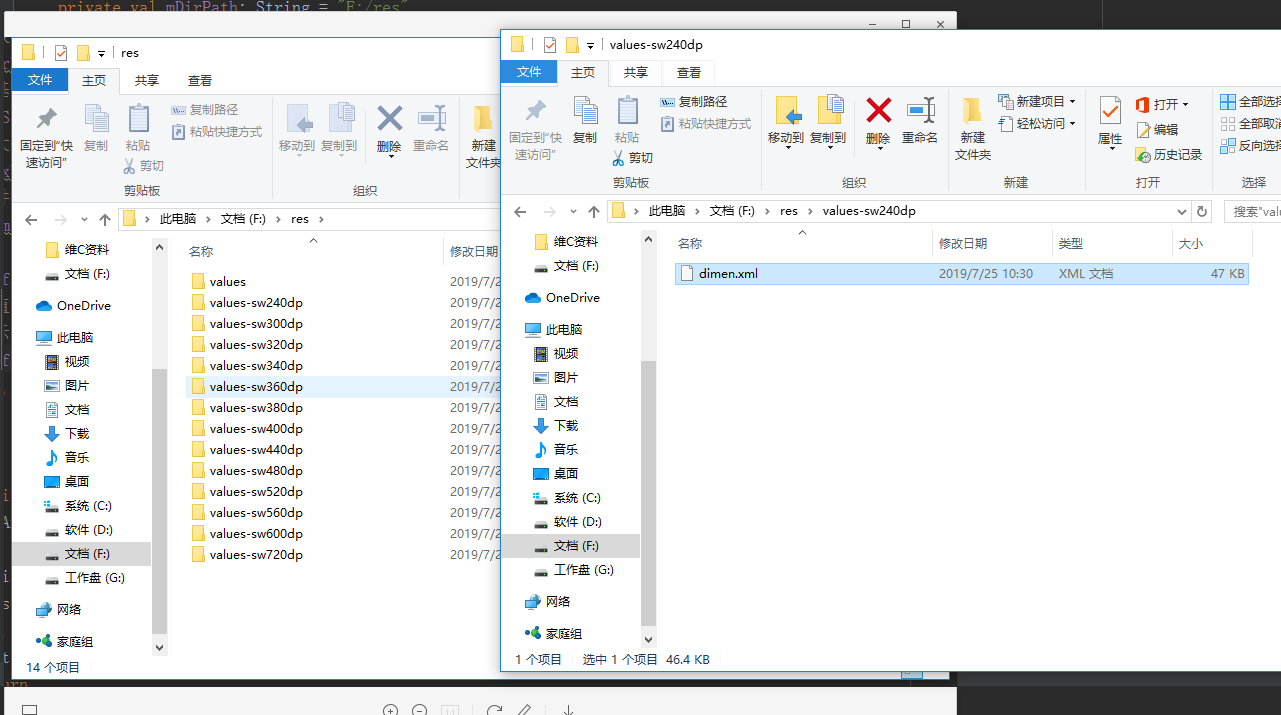 private val mDirPath: String = "F:/res"
res
文件 主页 共享 查看
固定到"快速访问" 复制 粘贴 复制路径 粘贴快捷方式 剪切
移动到 复制到 删除 重命名 新建文件夹
剪贴板 组织
此电脑 文档 (F:) res
维C资料
文档 (F:)
OneDrive
此电脑
视频
图片
文档
下载
音乐
桌面
系统 (C:)
软件 (D:)
文档 (F:)
工作盘 (G:)
网络
家庭组
名称 修改日期
values 2019/7/2
values-sw240dp 2019/7/2
values-sw300dp 2019/7/2
values-sw320dp 2019/7/2
values-sw340dp 2019/7/2
values-sw360dp 2019/7/2
values-sw380dp 2019/7/2
values-sw400dp 2019/7/2
values-sw440dp 2019/7/2
values-sw480dp 2019/7/2
values-sw520dp 2019/7/2
values-sw560dp 2019/7/2
values-sw600dp 2019/7/2
values-sw720dp 2019/7/2
14 个项目
values-sw240dp
文件 主页 共享 查看
固定到"快速访问" 复制 粘贴 复制路径 粘贴快捷方式 剪切
移动到 复制到 删除 重命名 新建文件夹
新建项目 轻松访问
属性 打开 编辑 历史记录
全部选择 全部取消 反向选择
剪贴板 组织 新建 打开 选择
此电脑 文档 (F:) res values-sw240dp 搜索"valu
维C资料
文档 (F:)
OneDrive
此电脑
视频
图片
文档
下载
音乐
桌面
系统 (C:)
软件 (D:)
文档 (F:)
工作盘 (G:)
网络
家庭组
名称 修改日期 类型 大小
dimen.xml 2019/7/25 10:30 XML 文档 47 KB
1 个项目 选中 1 个项目 46.4 KB